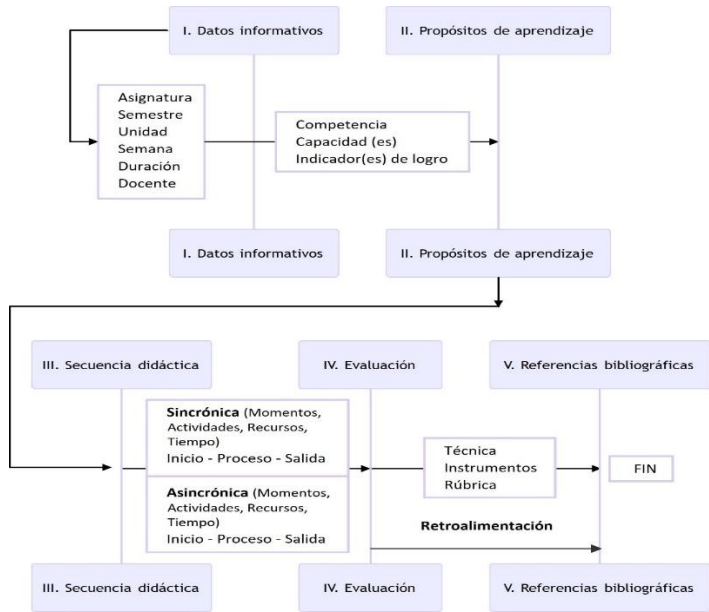 I. Datos informativos
II. Propósitos de aprendizaje
Asignatura
Semestre
Unidad
Semana
Duración
Docente
Competencia
Capacidad (es)
Indicador(es) de logro
I. Datos informativos
II. Propósitos de aprendizaje
III. Secuencia didáctica
IV. Evaluación
V. Referencias bibliográficas
Sincrónica (Momentos,
Actividades, Recursos,
Tiempo)
Inicio - Proceso - Salida
Asincrónica (Momentos,
Actividades, Recursos,
Tiempo)
Inicio - Proceso - Salida
Técnica
Instrumentos
Rúbrica
FIN
Retroalimentación
III. Secuencia didáctica
IV. Evaluación
V. Referencias bibliográficas